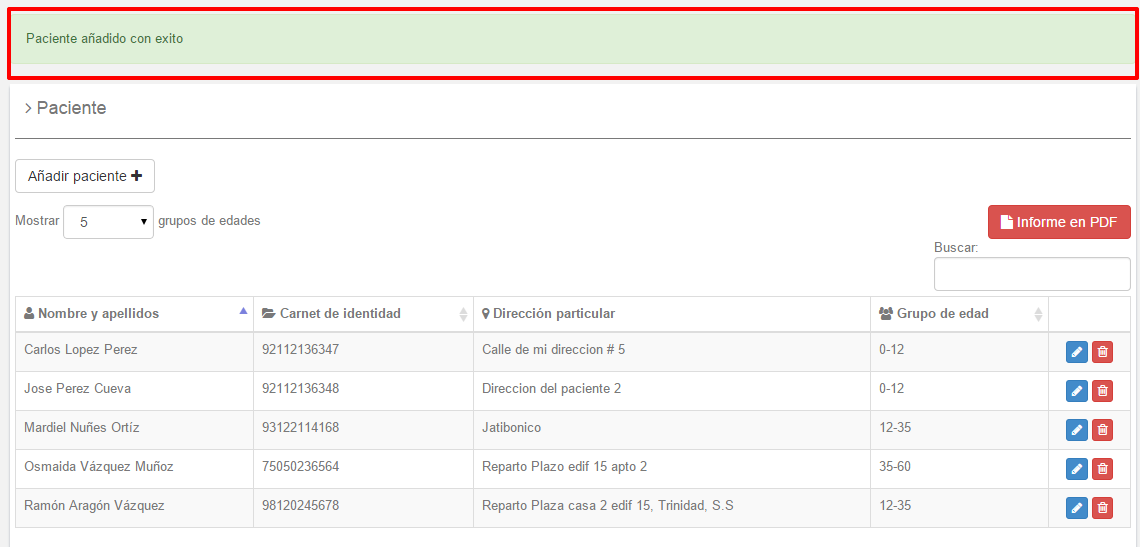 Paciente añadido con exito
> Paciente
Añadir paciente
Mostrar 5 grupos de edades
Informe en PDF
Buscar:
Nombre y apellidos Carnet de identidad Dirección particular Grupo de edad
Carlos Lopez Perez 92112136347 Calle de mi direccion # 5 0-12
Jose Perez Cueva 92112136348 Direccion del paciente 2 0-12
Mardiel Nuñes Ortíz 93122114168 Jatibonico 12-35
Osmaida Vázquez Muñoz 75050236564 Reparto Plazo edif 15 apto 2 35-60
Ramón Aragón Vázquez 98120245678 Reparto Plaza casa 2 edif 15, Trinidad, S.S 12-35